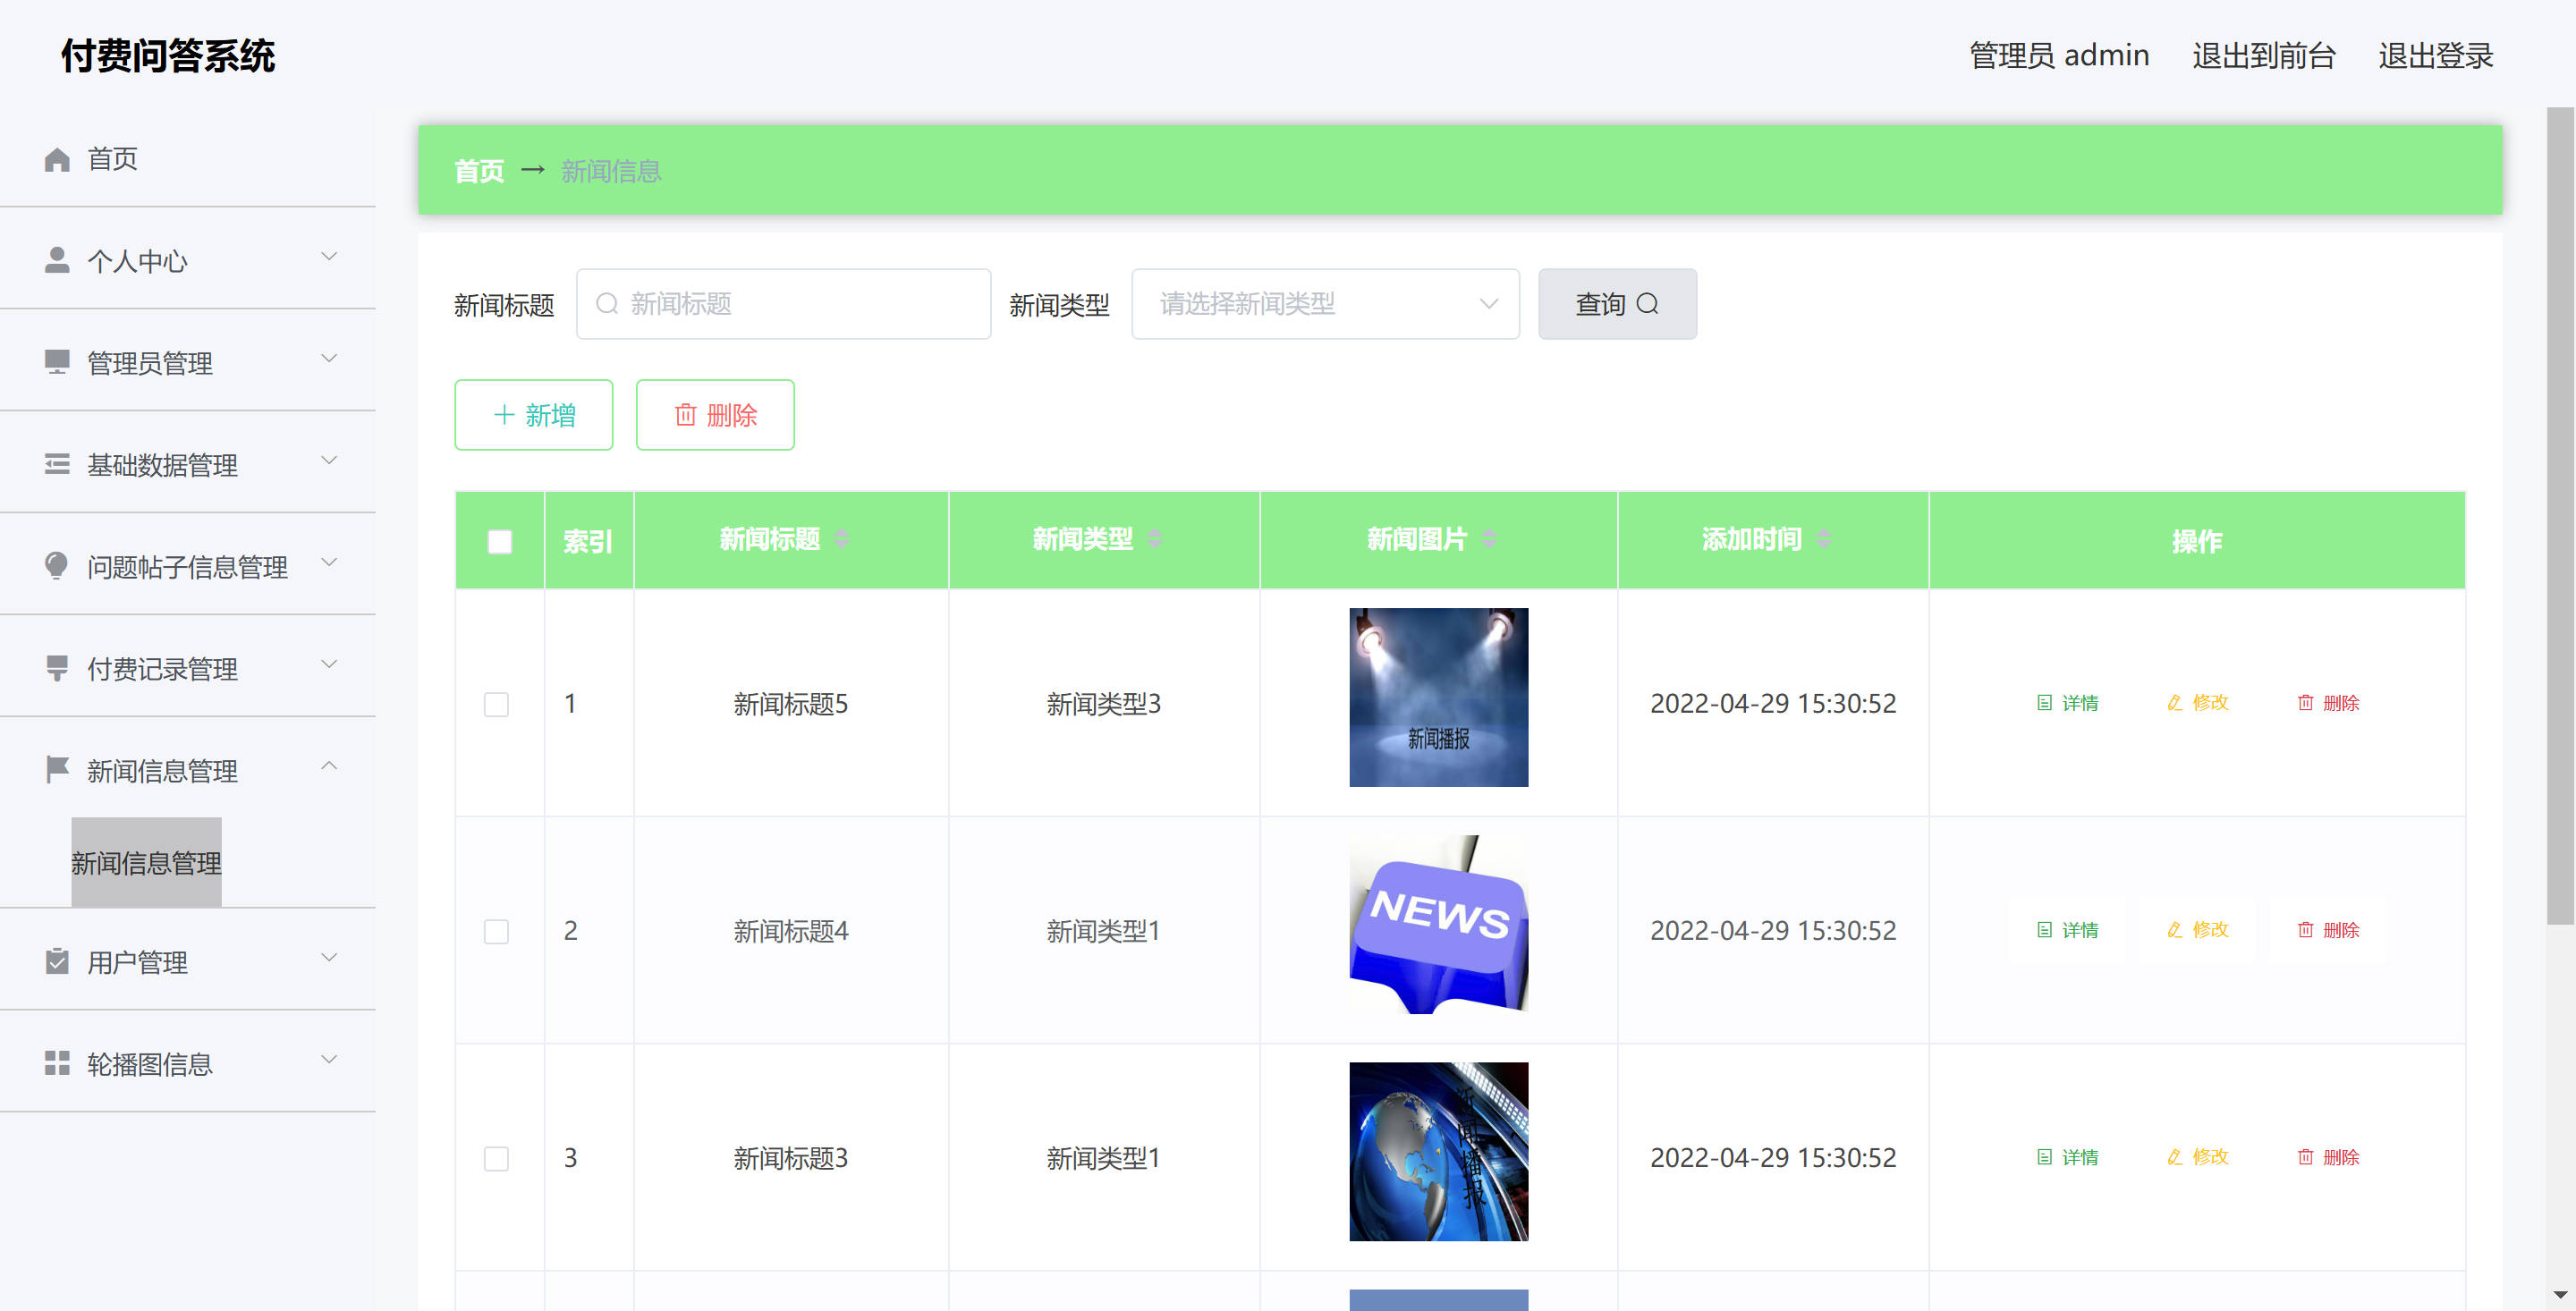 付费问答系统
管理员 admin 退出到前台 退出登录
首页
个人中心
管理员管理
基础数据管理
问题帖子信息管理
付费记录管理
新闻信息管理
新闻信息管理
用户管理
轮播图信息
首页 → 新闻信息
新闻标题 新闻标题 新闻类型 请选择新闻类型 查询
新增 删除
索引 新闻标题 新闻类型 新闻图片 添加时间 操作
1 新闻标题5 新闻类型3 新闻播报 2022-04-29 15:30:52 详情 修改 删除
2 新闻标题4 新闻类型1 NEWS 2022-04-29 15:30:52 详情 修改 删除
3 新闻标题3 新闻类型1 新闻播报 2022-04-29 15:30:52 详情 修改 删除